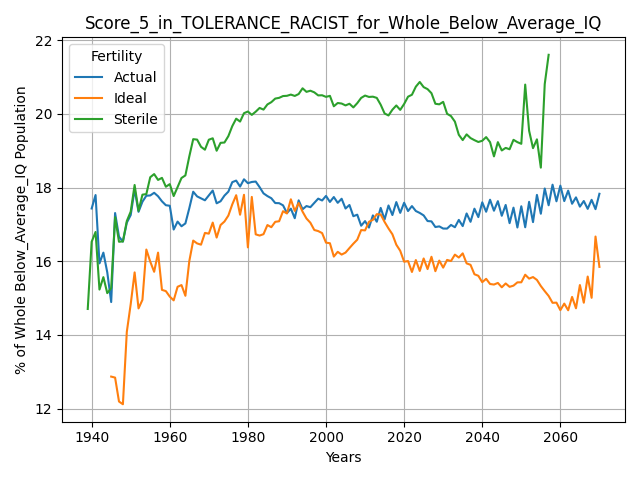 Score_5_in_TOLERANCE_RACIST_for_Whole_Below_Average_IQ
Fertility
Actual
Ideal
Sterile
% of Whole Below_Average_IQ Population
22
20
18
16
14
12
1940
1960
1980
2000
2020
2040
2060
Years